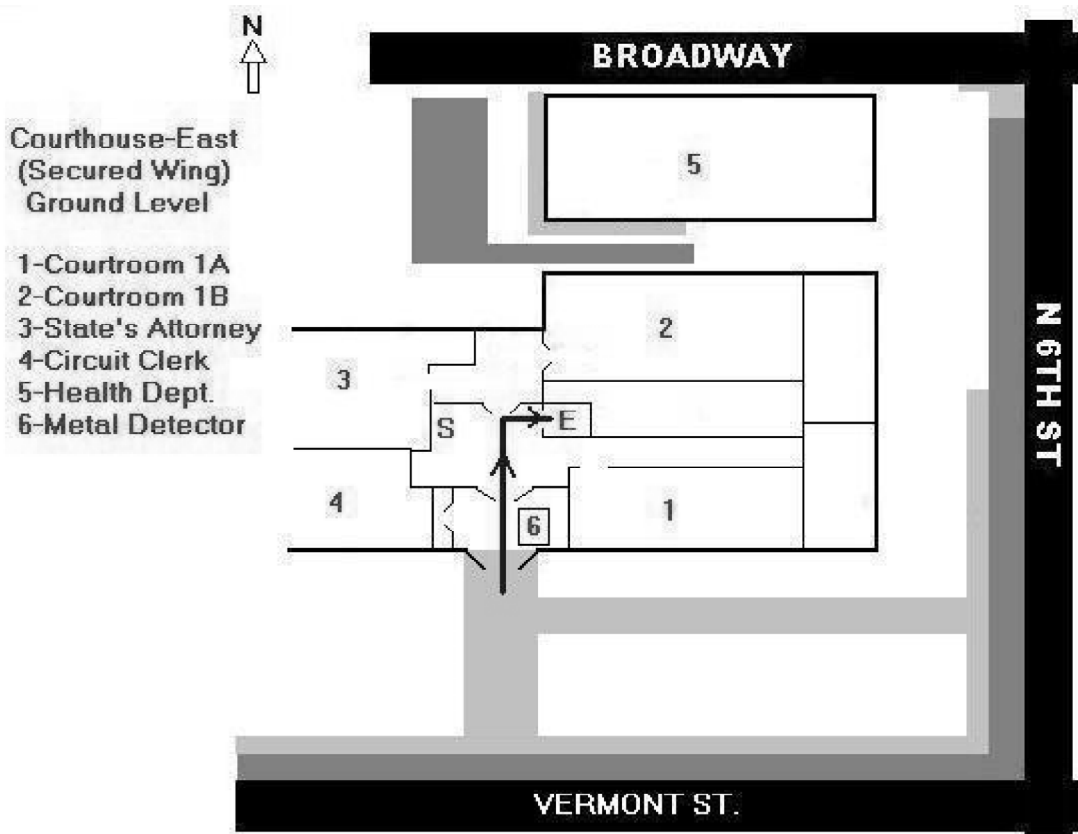 N
BROADWAY
Courthouse-East
(Secured Wing)
Ground Level
1-Courtroom 1A
2-Courtroom 1B
3-State's Attorney
4-Circuit Clerk
5-Health Dept.
6-Metal Detector
5
2
3
S
E
4
6
1
N 6TH ST
VERMONT ST.